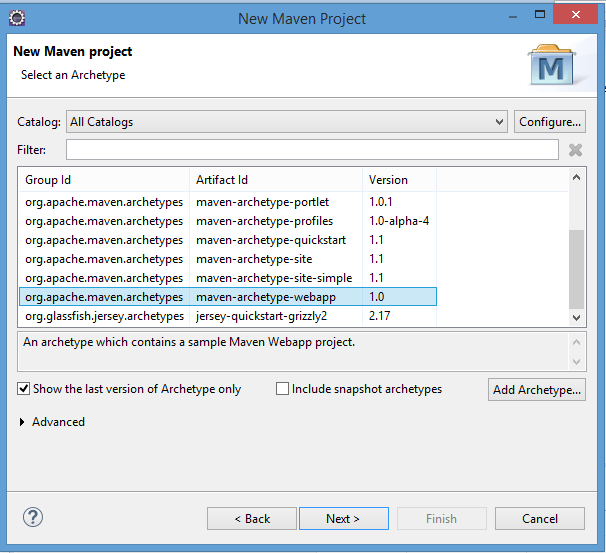 New Maven Project
New Maven project
Select an Archetype
M
Catalog: All Catalogs Configure...
Filter:
Group Id Artifact Id Version
org.apache.maven.archetypes maven-archetype-portlet 1.0.1
org.apache.maven.archetypes maven-archetype-profiles 1.0-alpha-4
org.apache.maven.archetypes maven-archetype-quickstart 1.1
org.apache.maven.archetypes maven-archetype-site 1.1
org.apache.maven.archetypes maven-archetype-site-simple 1.1
org.apache.maven.archetypes maven-archetype-webapp 1.0
org.glassfish.jersey.archetypes jersey-quickstart-grizzly2 2.17
An archetype which contains a sample Maven Webapp project.
Show the last version of Archetype only Include snapshot archetypes Add Archetype...
Advanced
? < Back Next > Finish Cancel